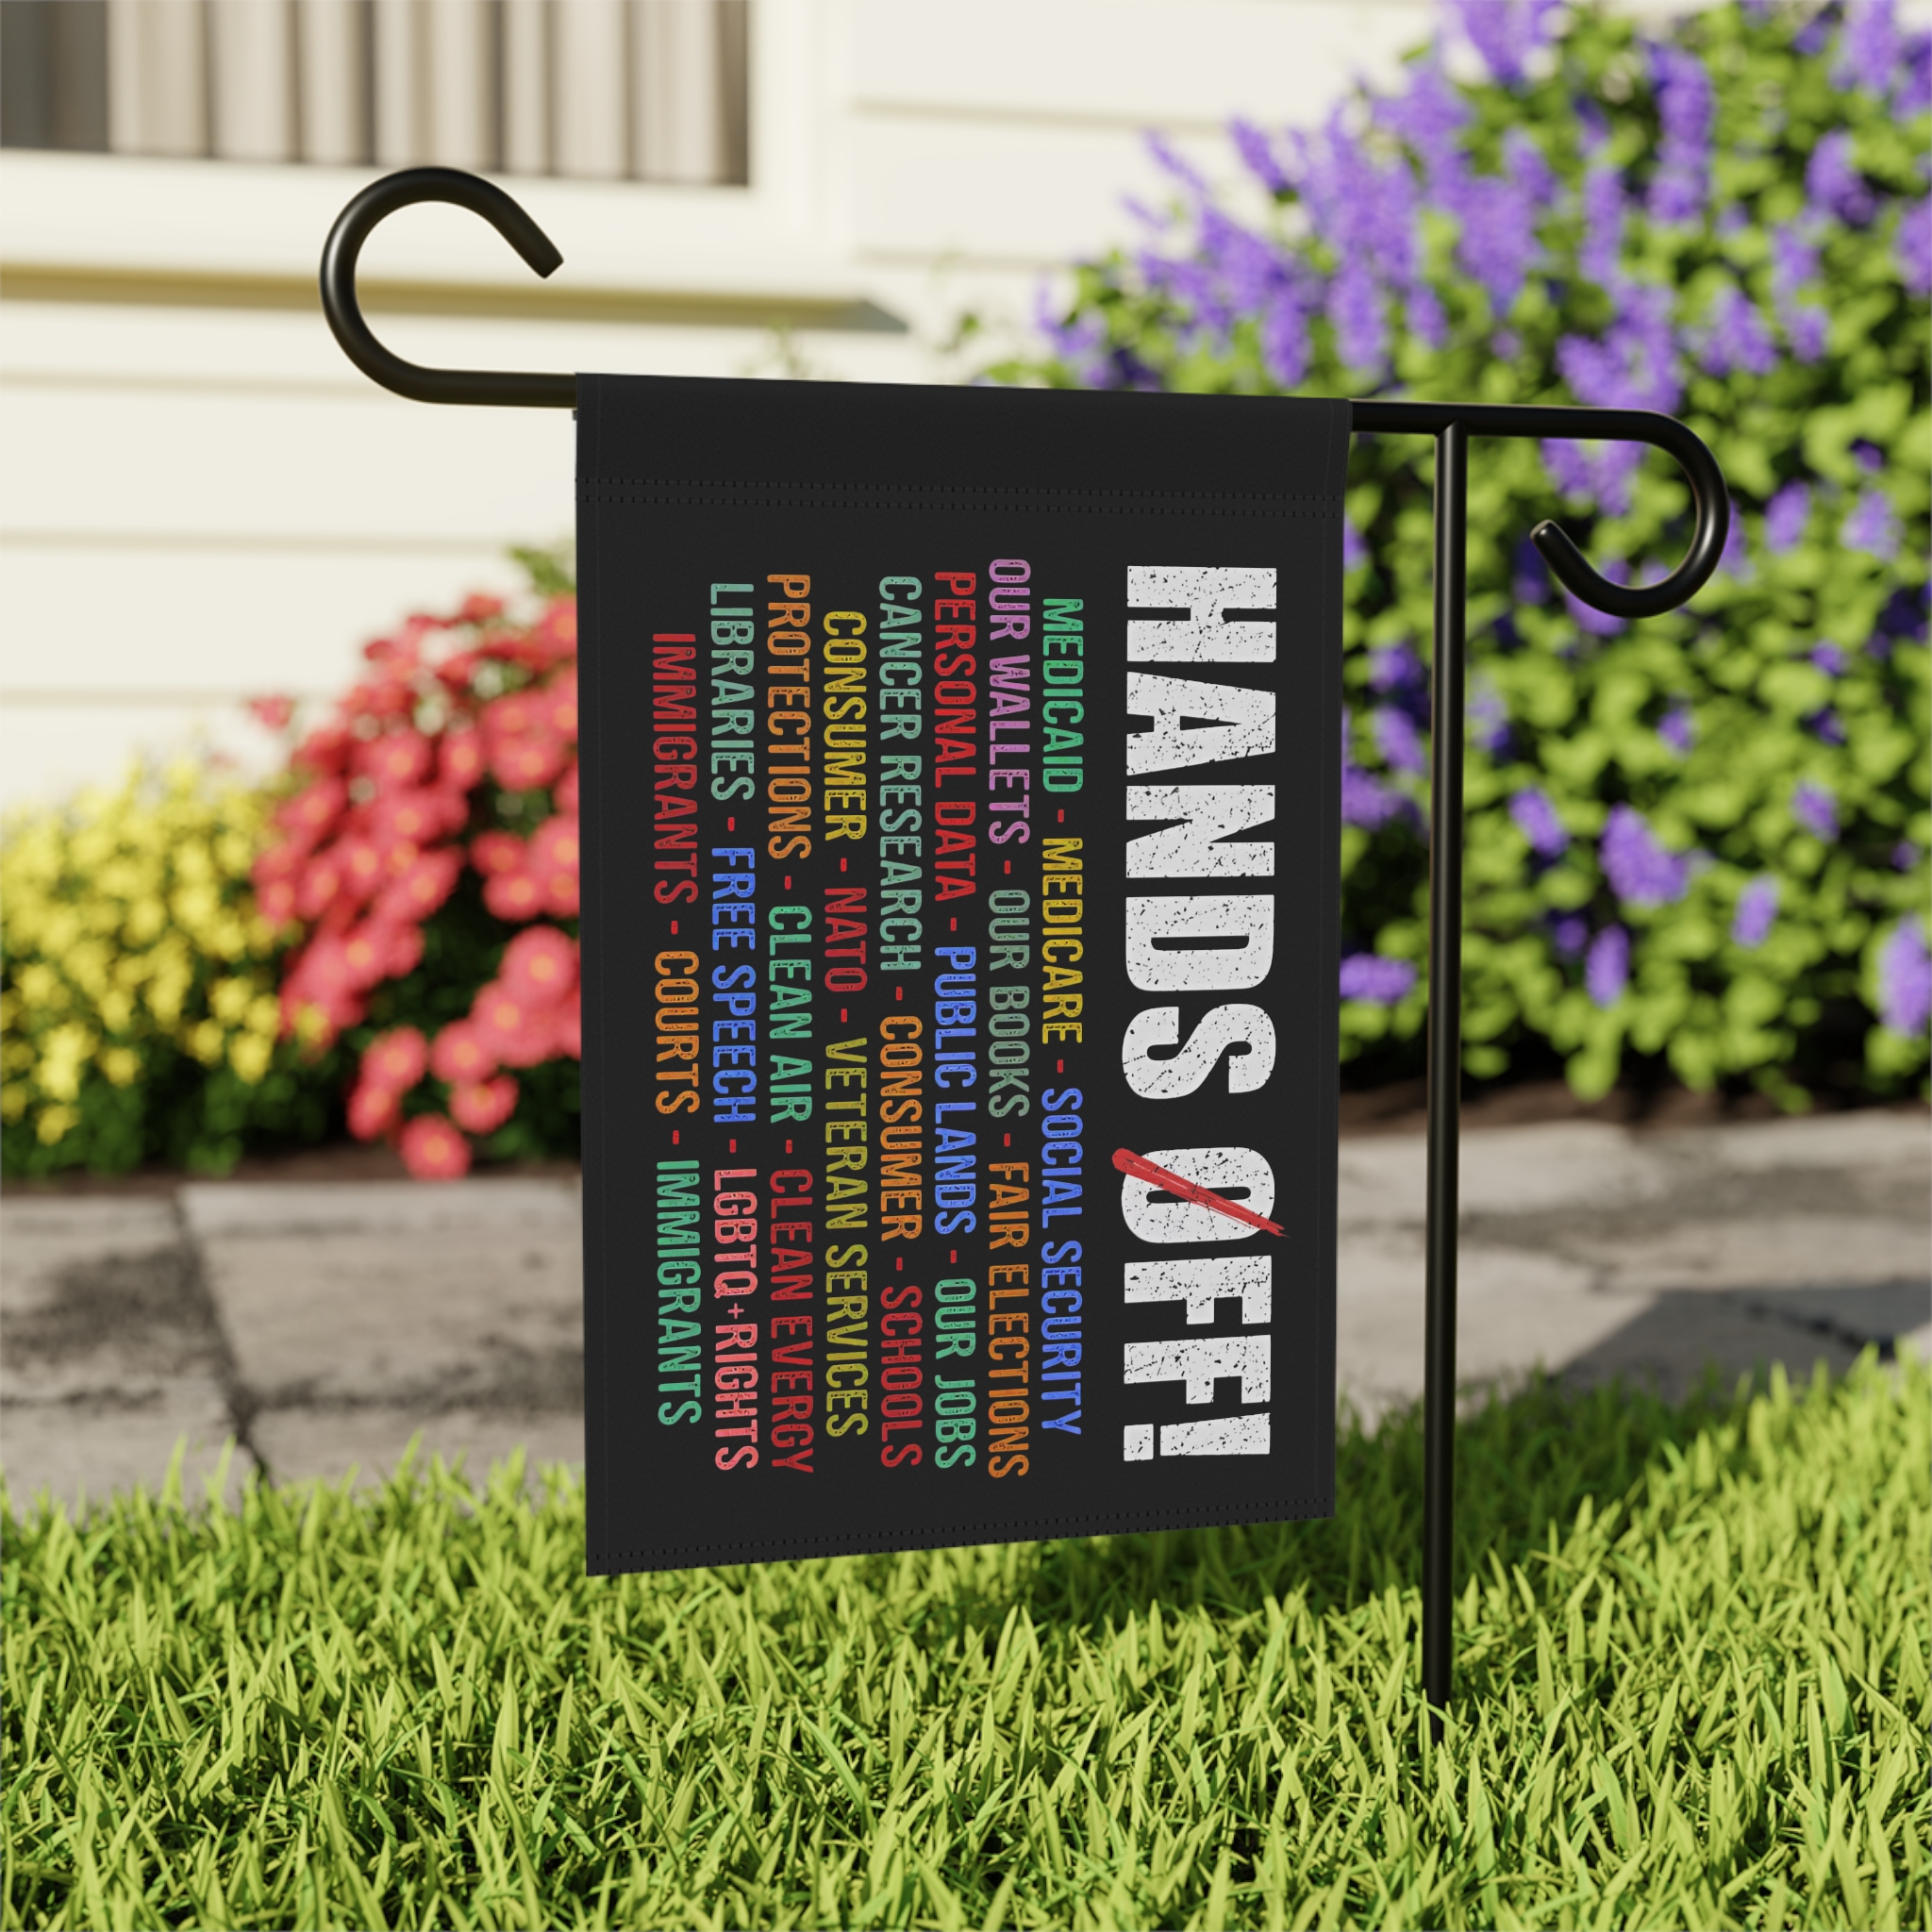 HANDS OFF!
MEDICAID - MEDICARE - SOCIAL SECURITY
OUR WALLETS - OUR BOOKS - FAIR ELECTIONS
PERSONAL DATA - PUBLIC LANDS - OUR JOBS
CANCER RESEARCH - CONSUMER - SCHOOLS
CONSUMER - NATO - VETERAN SERVICES
PROTECTIONS - CLEAN AIR - CLEAN EVERGY
LIBRARIES - FREE SPEECH - LGBTQ+RIGHTS
IMMIGRANTS - COURTS - IMMIGRANTS